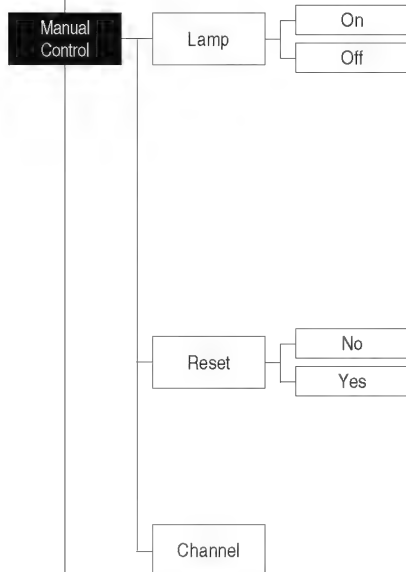 Manual
Control
Lamp
On
Off
Reset
No
Yes
Channel